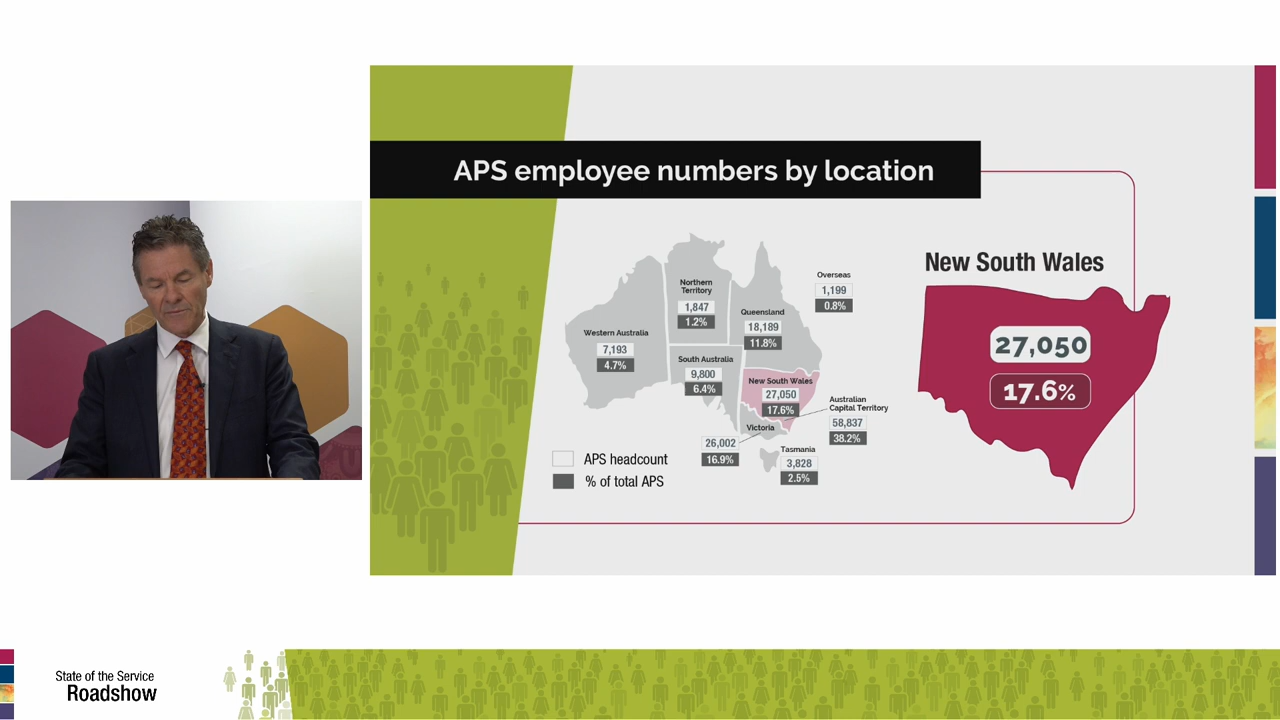 APS employee numbers by location
New South Wales
27,050
17.6%
Overseas
1,199
0.8%
Northern
Territory
1,847
1.2%
Queensland
18,189
11.8%
Western Australia
7,193
4.7%
South Australia
9,800
6.4%
New South Wales
27,050
17.6%
Australian
Capital Territory
58,837
38.2%
Victoria
26,002
16.9%
Tasmania
3,828
2.5%
APS headcount
% of total APS
State of the Service
Roadshow